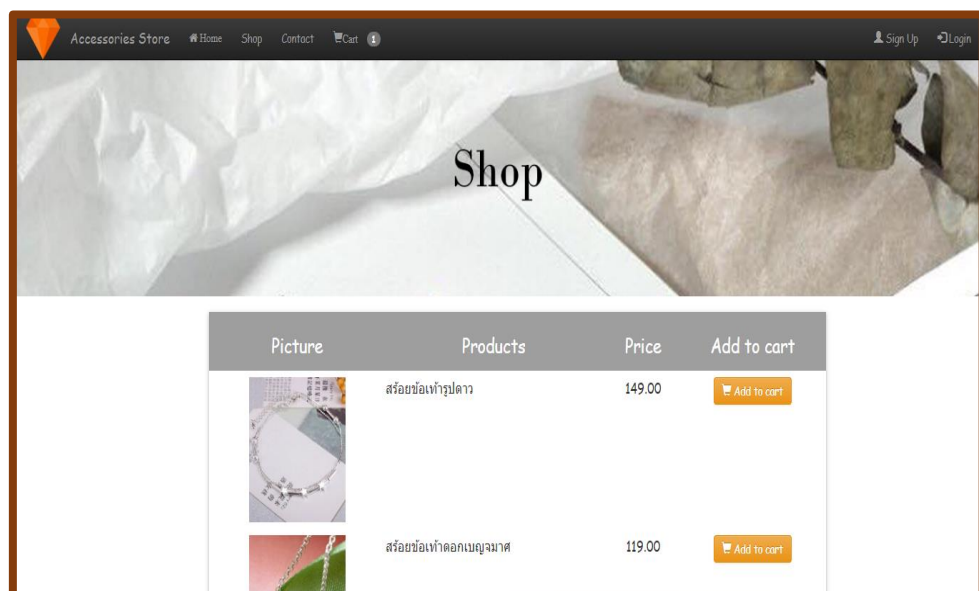 Accessories Store Home Shop Contact Cart 1 Sign Up Login
Shop
Picture Products Price Add to cart
สร้อยข้อเท้ารูปดาว 149.00 Add to cart
สร้อยข้อเท้าดอกเบญจมาศ 119.00 Add to cart